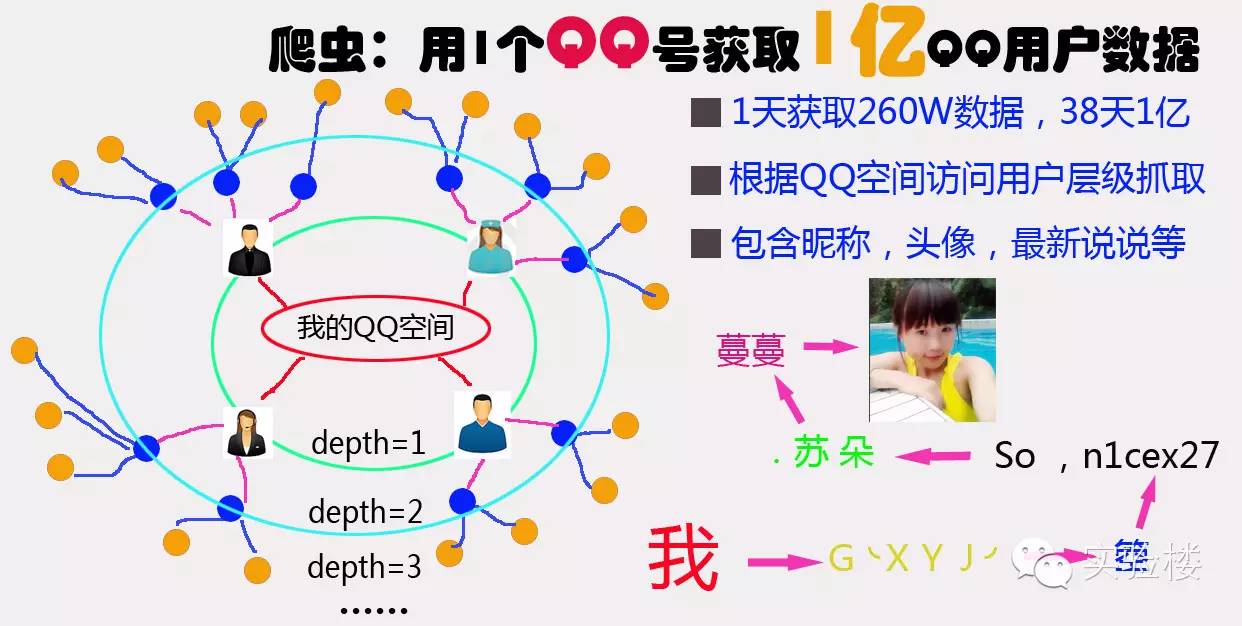 爬虫：用1个QQ号获取1亿QQ用户数据
1天获取260W数据，38天1亿
根据QQ空间访问用户层级抓取
包含昵称，头像，最新说说等
我的QQ空间
depth=1
depth=2
depth=3
......
蔓蔓
.苏朵
So ，n1cex27
我
G丶X Y J丿
笙
实验楼